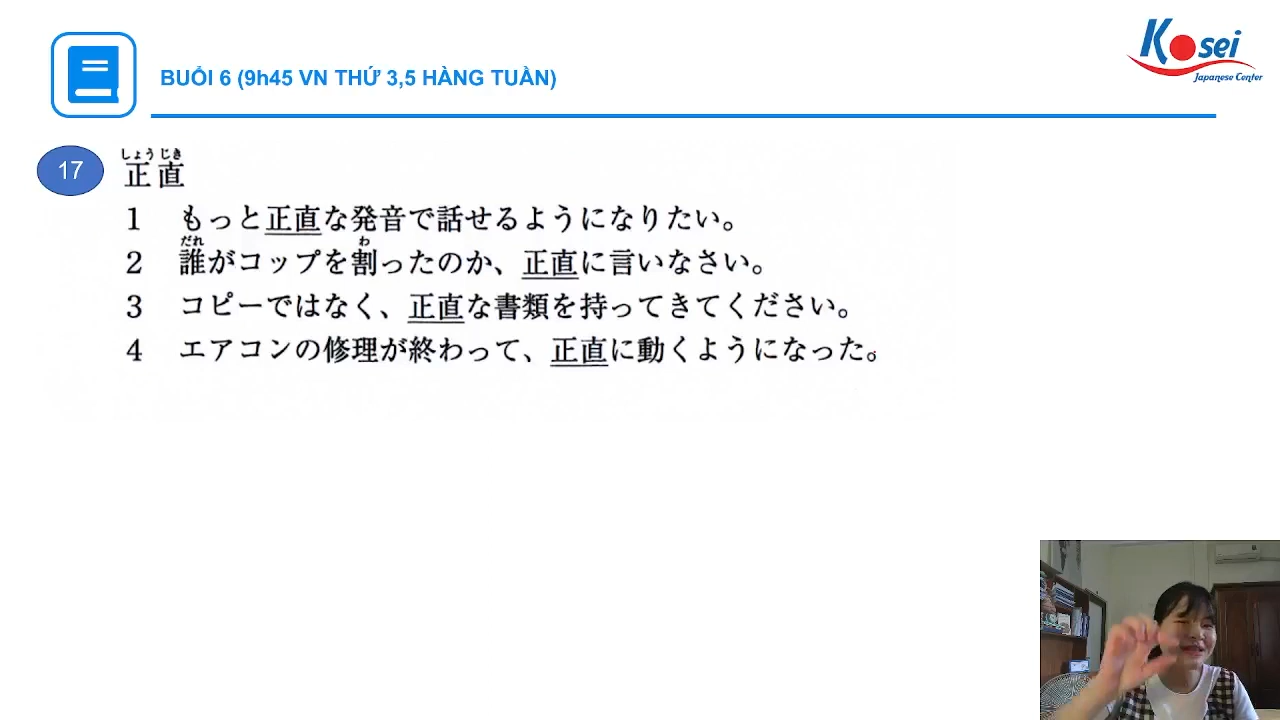 BUỔI 6 (9h45 VN THỨ 3,5 HÀNG TUẦN)
Kosei
Japanese Center
17
しょうじき
正直
1 もっと正直な発音で話せるようになりたい。
だれ わ
2 誰がコップを割ったのか、正直に言いなさい。
3 コピーではなく、正直な書類を持ってきてください。
4 エアコンの修理が終わって、正直に動くようになった。